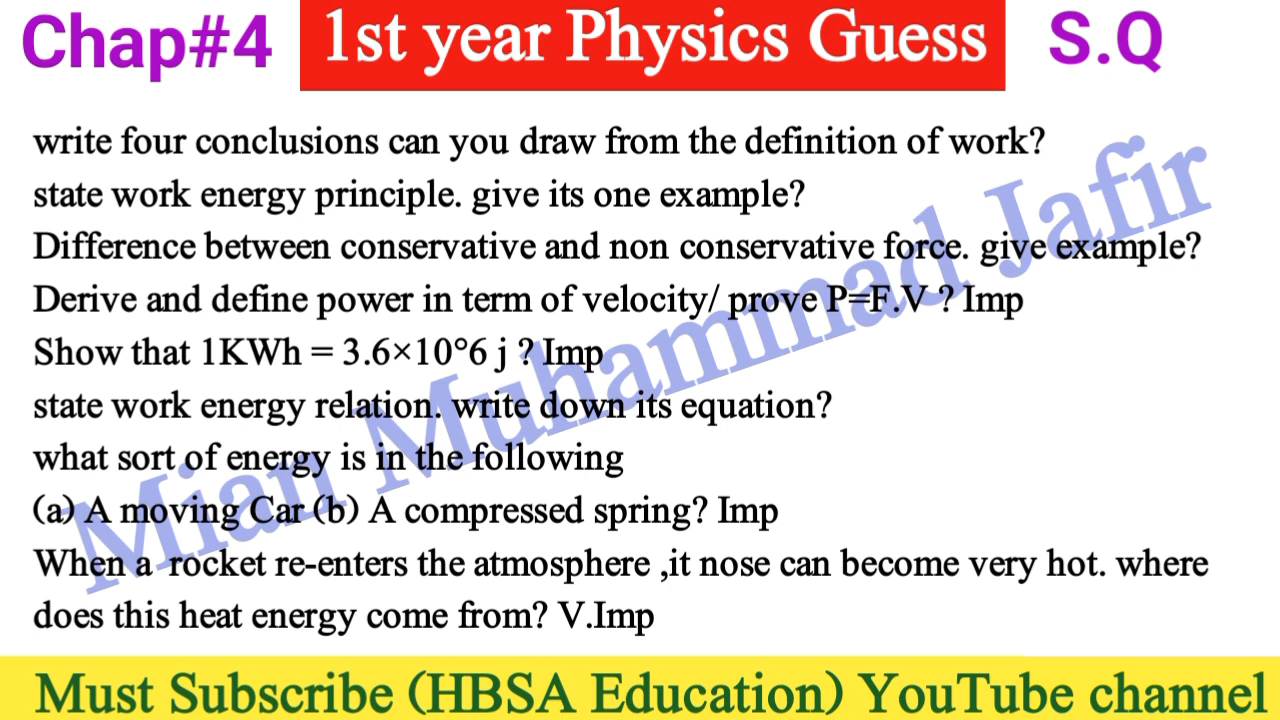 Chap#4 1st year Physics Guess S.Q
write four conclusions can you draw from the definition of work?
state work energy principle. give its one example?
Difference between conservative and non conservative force. give example?
Derive and define power in term of velocity/ prove P=F.V ? Imp
Show that 1KWh = 3.6×10°6 j ? Imp
state work energy relation. write down its equation?
what sort of energy is in the following
(a) A moving Car (b) A compressed spring? Imp
When a rocket re-enters the atmosphere ,it nose can become very hot. where
does this heat energy come from? V.Imp
Mian Muhammad Jafir
Must Subscribe (HBSA Education) YouTube channel